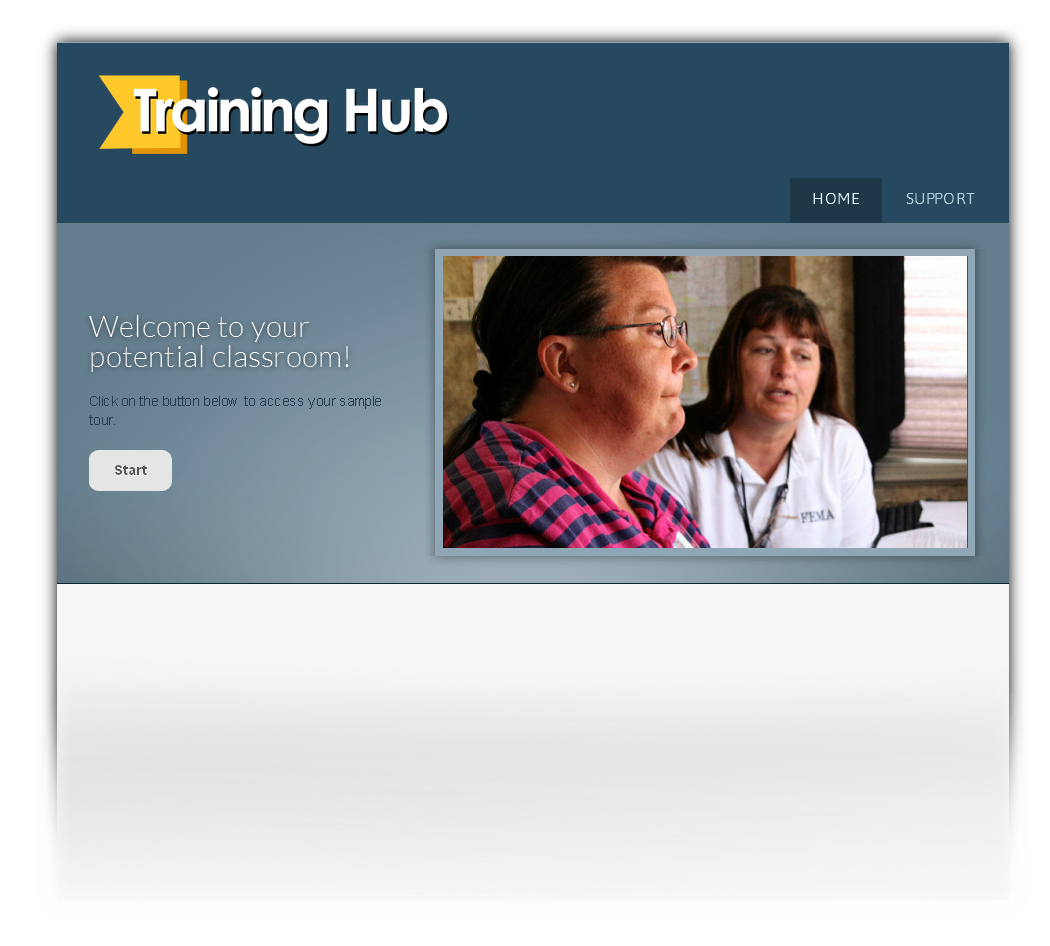 Training Hub
HOME SUPPORT
Welcome to your
potential classroom!
Click on the button below to access your sample
tour.
Start
FEMA